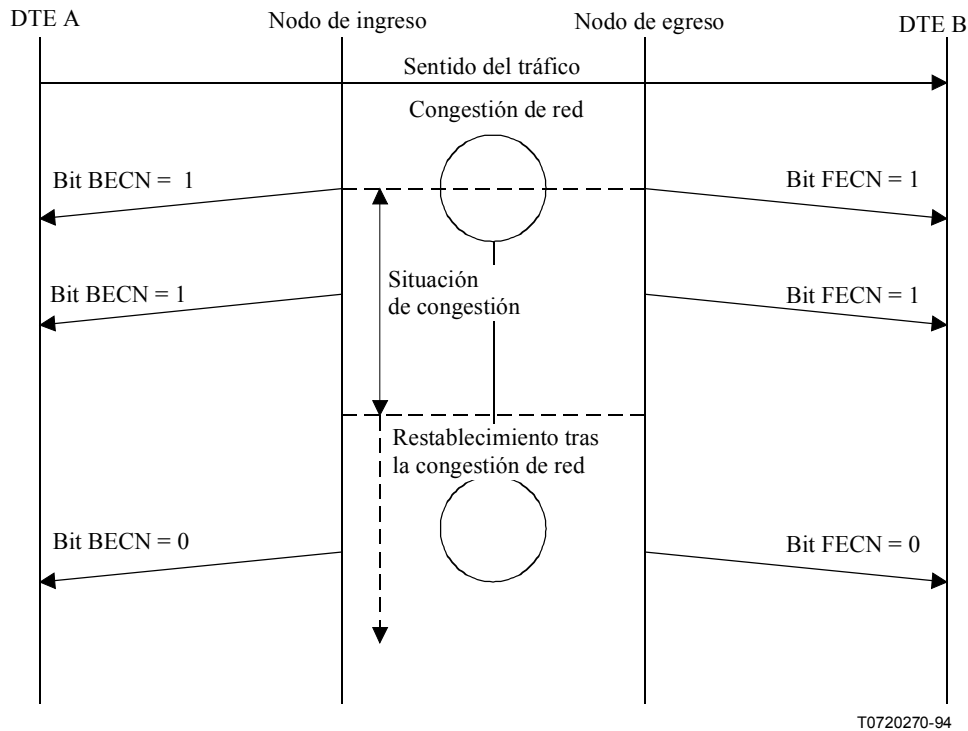 DTE A
Nodo de ingreso
Nodo de egreso
DTE B
Sentido del tráfico
Congestión de red
Bit BECN = 1
Bit FECN = 1
Situación
de congestión
Bit BECN = 1
Bit FECN = 1
Restablecimiento tras
la congestión de red
Bit BECN = 0
Bit FECN = 0
T0720270-94